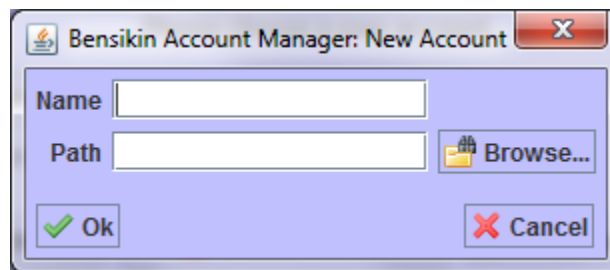 Bensikin Account Manager: New Account
Name
Path Browse...
Ok Cancel